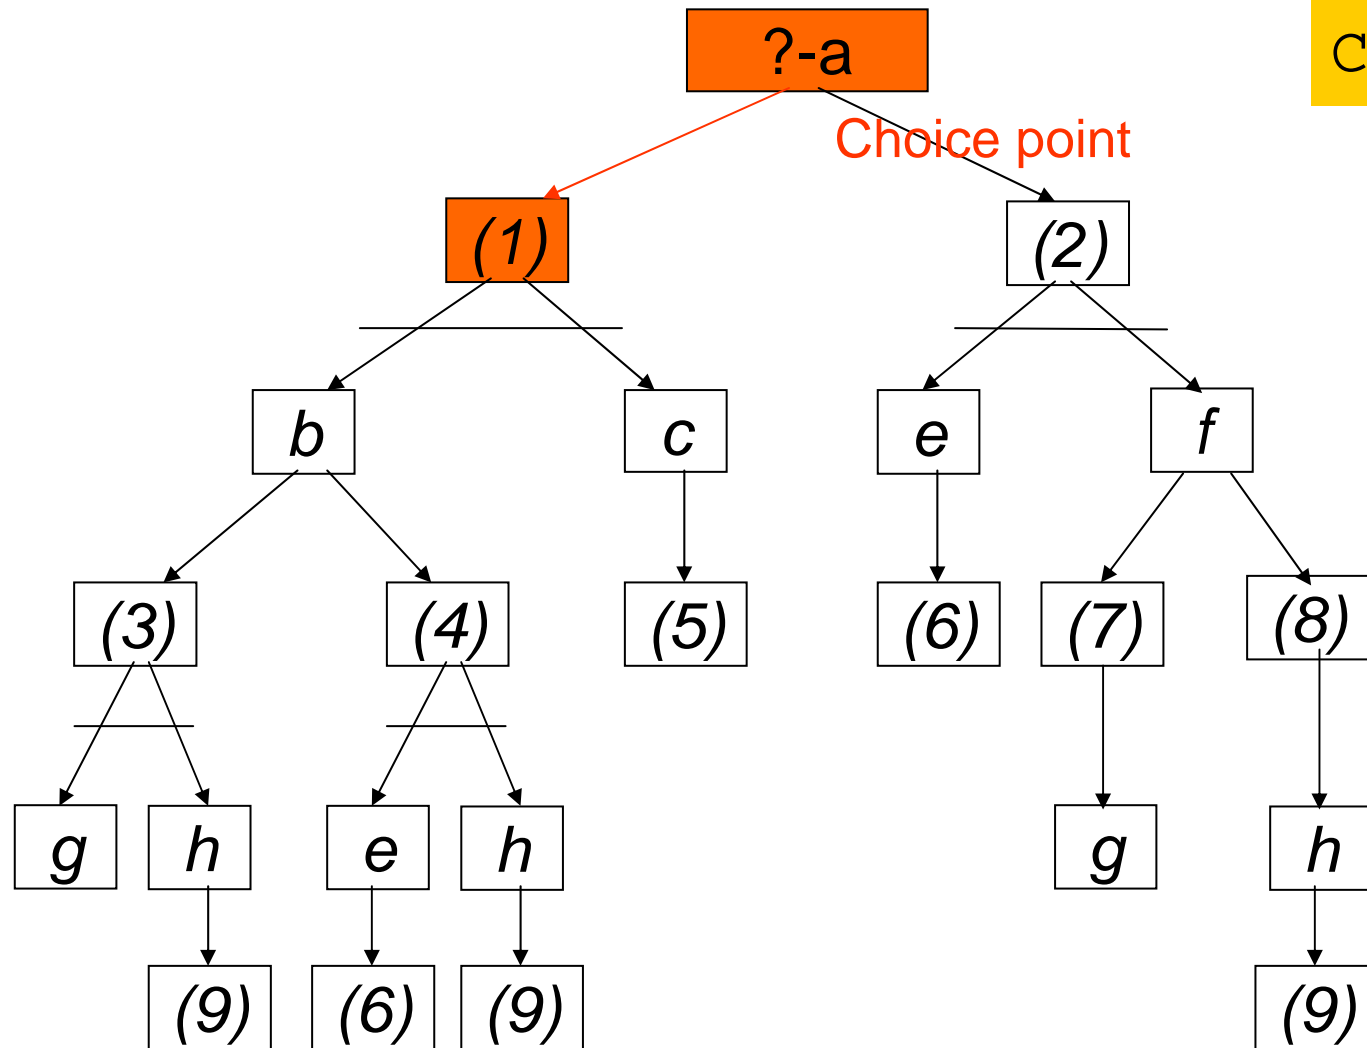 ?-a
C
Choice point
(1)
(2)
b
c
e
f
(3)
(4)
(5)
(6)
(7)
(8)
g
h
e
h
g
h
(9)
(6)
(9)
(9)